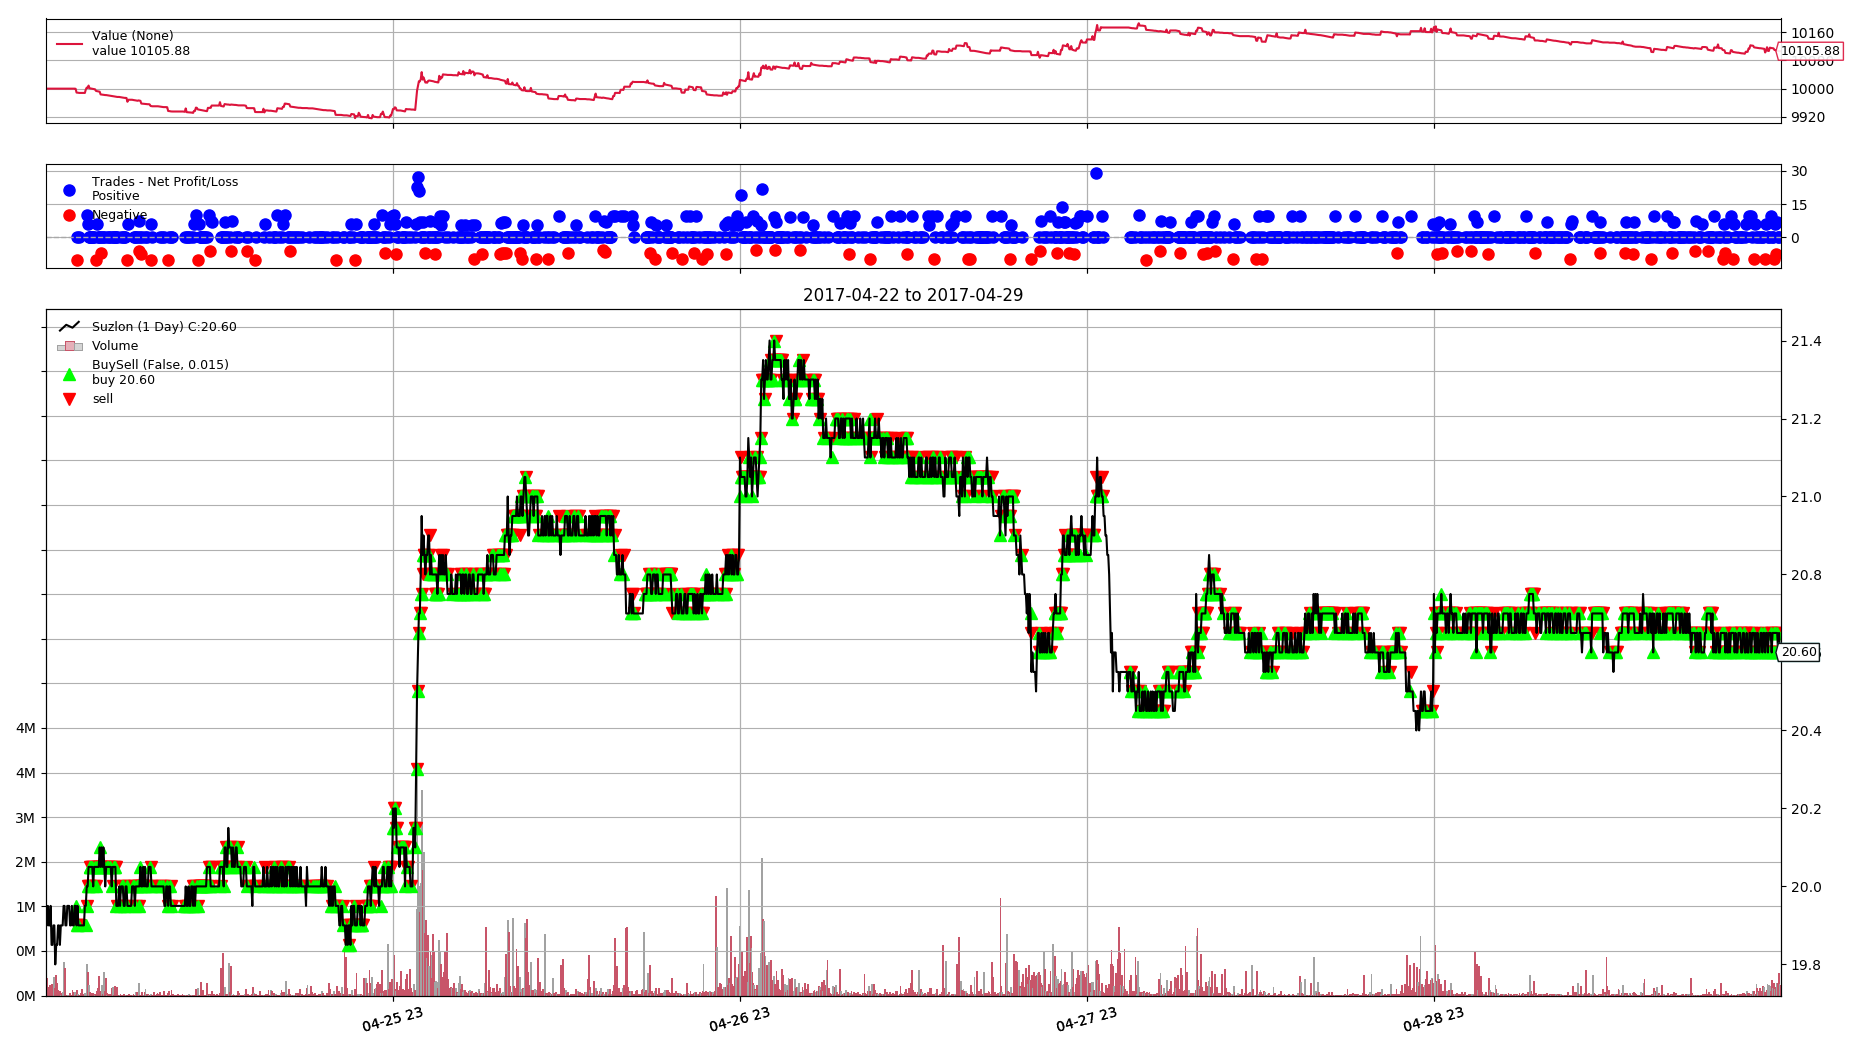 Value (None)
value 10105.88
10160
10105.88
10080
10000
9920
Trades - Net Profit/Loss
Positive
Negative
30
15
0
2017-04-22 to 2017-04-29
Suzlon (1 Day) C:20.60
Volume
BuySell (False, 0.015)
buy 20.60
sell
21.4
21.2
21.0
20.8
20.60
20.4
20.2
20.0
19.8
4M
4M
3M
2M
1M
0M
0M
04-25 23
04-26 23
04-27 23
04-28 23